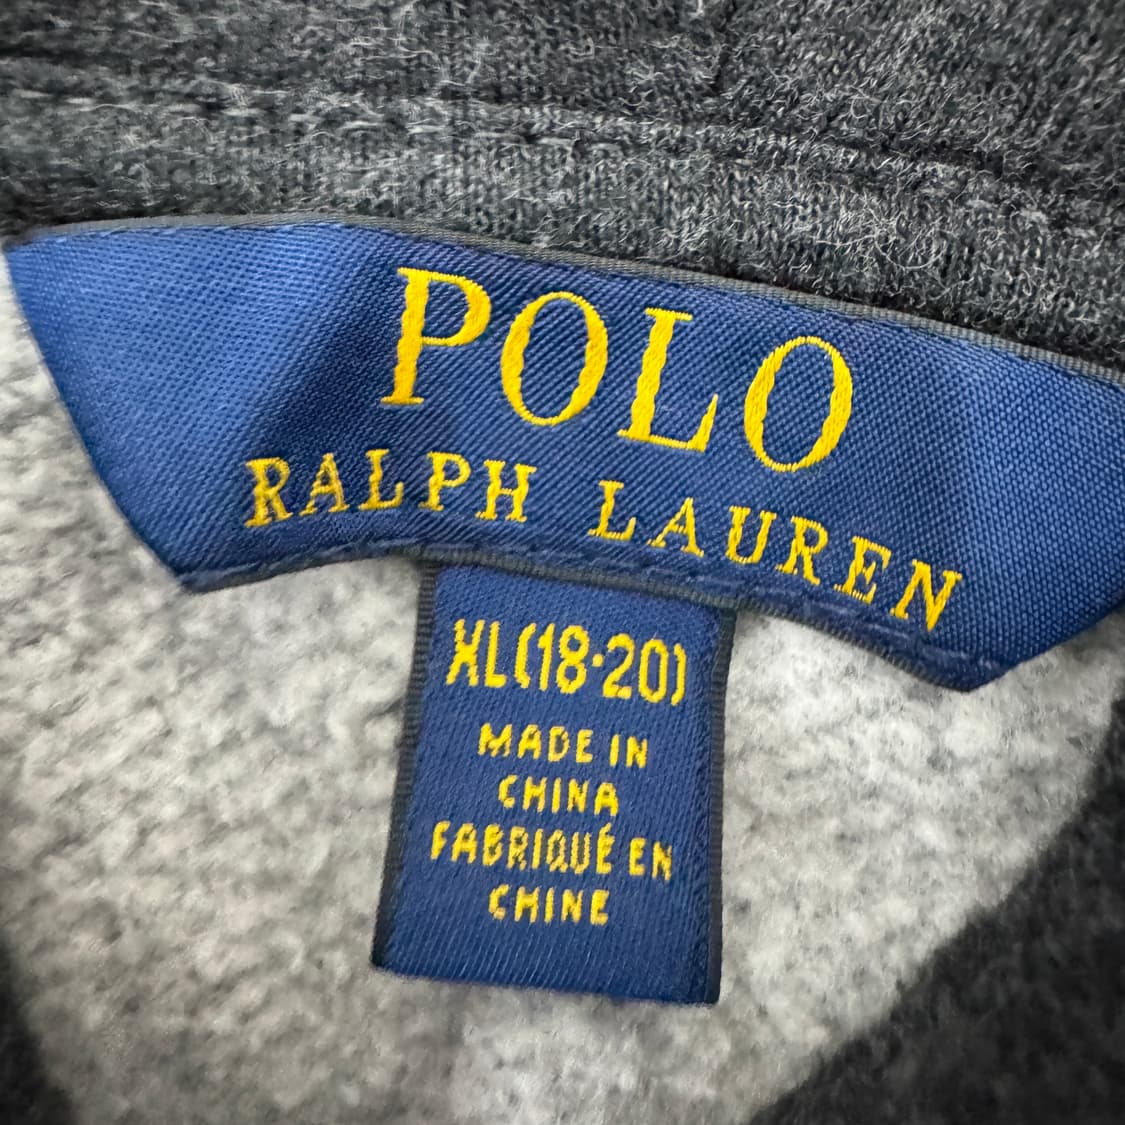 POLO
RALPH LAUREN
XL(18-20)
MADE IN
CHINA
FABRIQUÉ EN
CHINE